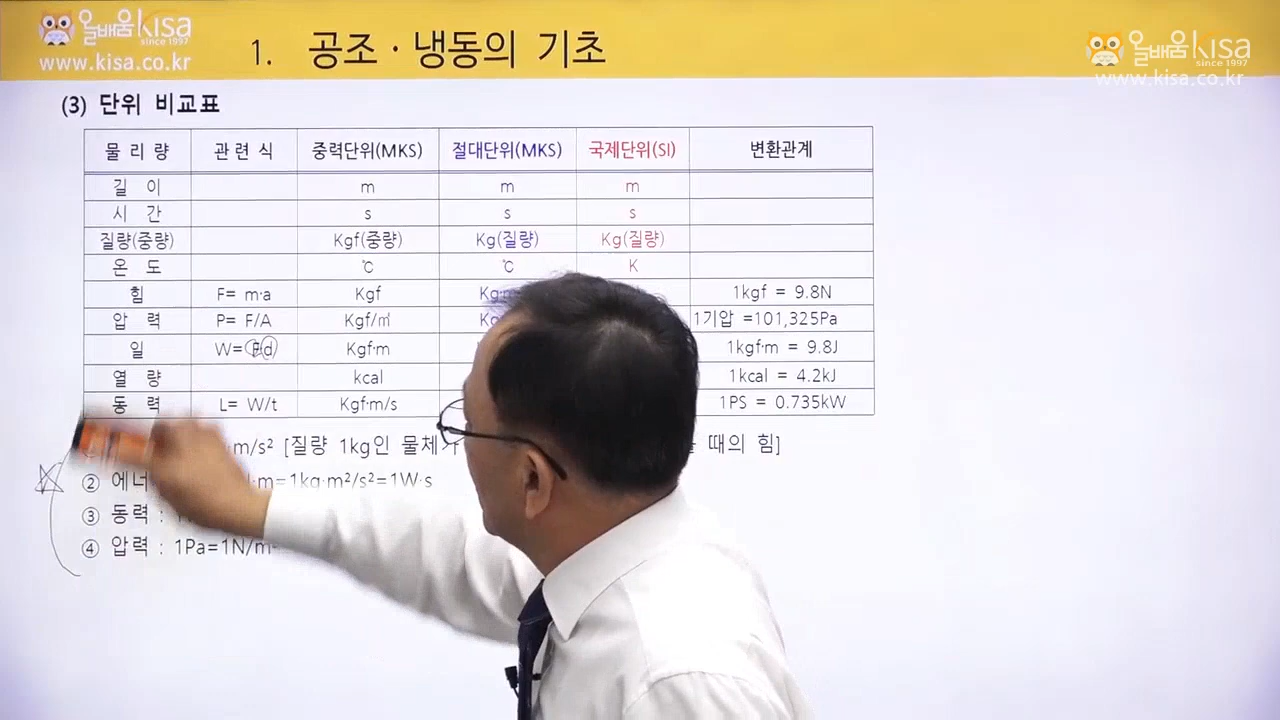 올배움kisa
since 1997
www.kisa.co.kr
1. 공조·냉동의 기초
올배움kisa
since 1997
www.kisa.co.kr
(3) 단위 비교표
물 리 량 관 련 식 중력단위(MKS) 절대단위(MKS) 국제단위(SI) 변환관계
길 이 m m m
시 간 s s s
질량(중량) Kgf(중량) Kg(질량) Kg(질량)
온 도 ℃ ℃ K
힘 F= m·a Kgf 1kgf = 9.8N
압 력 P= F/A Kgf/㎡ 1기압 =101,325Pa
일 Kgf·m 1kgf·m = 9.8J
열 량 kcal 1kcal = 4.2kJ
동 력 L= W/t Kgf·m/s 1PS = 0.735kW
m/s² [질량 1kg인 물체가 때의 힘]
② m=1kg·m²/s²=1W·s
③ 동력 :
④ 압력 : 1Pa=1N/m²